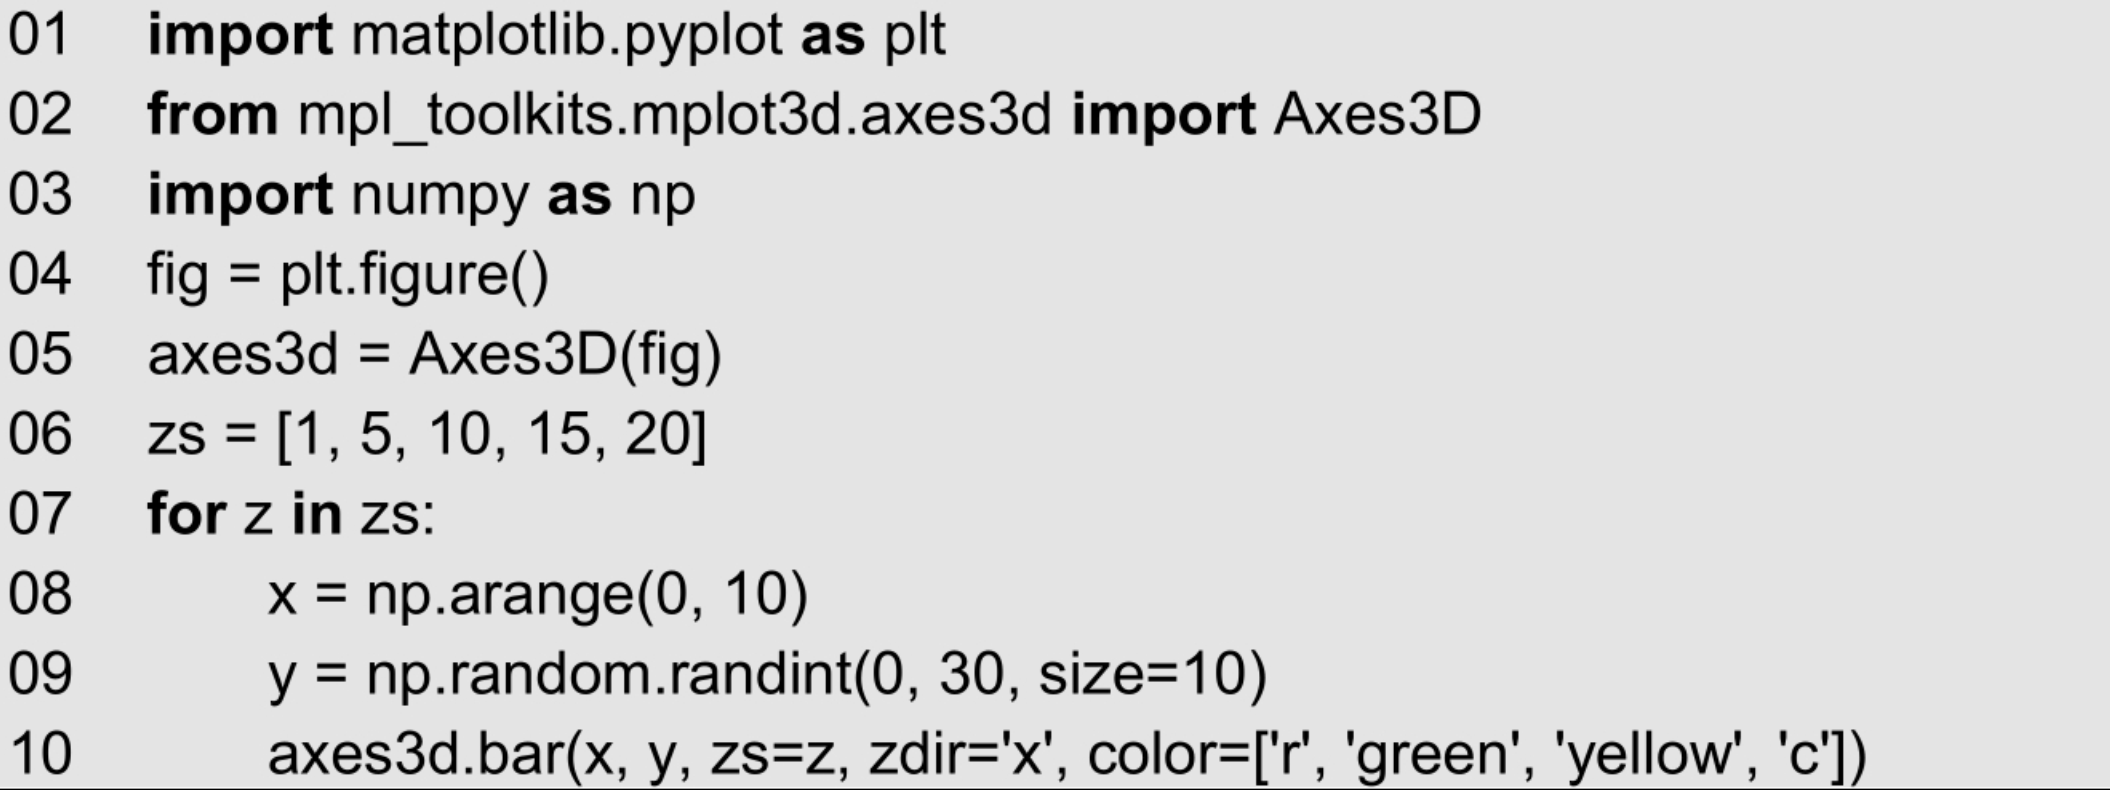 01 import matplotlib.pyplot as plt
02 from mpl_toolkits.mplot3d.axes3d import Axes3D
03 import numpy as np
04 fig = plt.figure()
05 axes3d = Axes3D(fig)
06 zs = [1, 5, 10, 15, 20]
07 for z in zs:
08     x = np.arange(0, 10)
09     y = np.random.randint(0, 30, size=10)
10     axes3d.bar(x, y, zs=z, zdir='x', color=['r', 'green', 'yellow', 'c'])